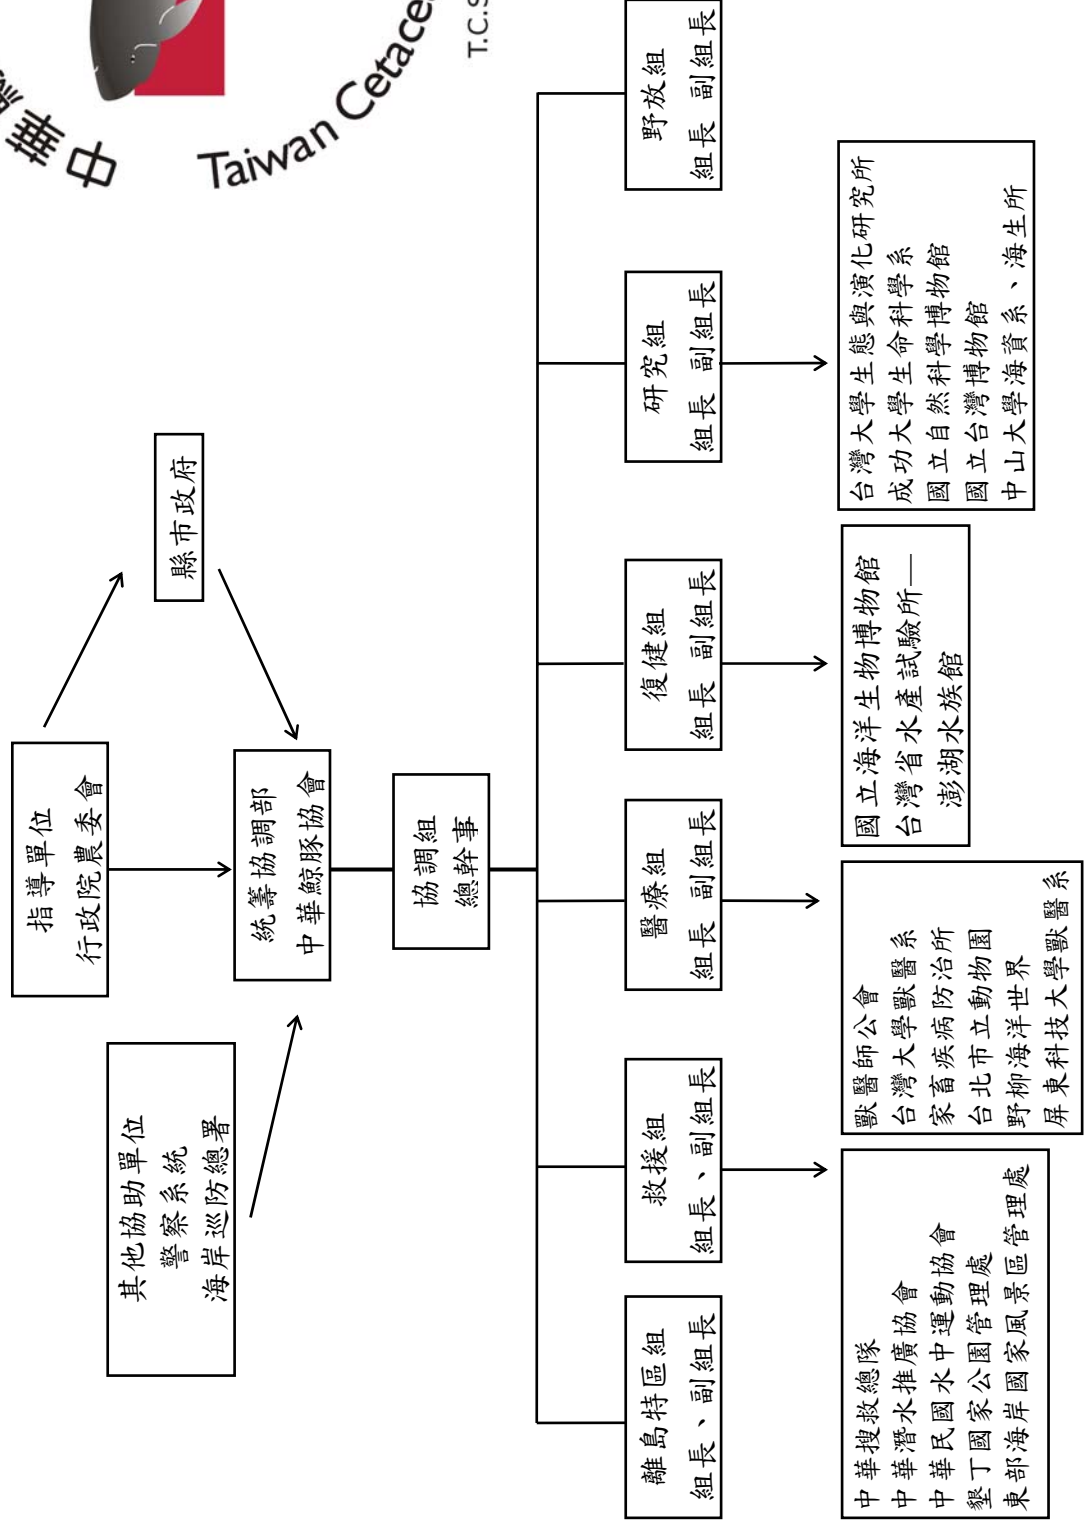 指導單位
行政院農委會
縣市政府
其他協助單位
警察系統
海岸巡防總署
統籌協調部
中華鯨豚協會
協調組
總幹事
離島特區組
組長、副組長
救援組
組長、副組長
醫療組
組長 副組長
復健組
組長 副組長
研究組
組長 副組長
野放組
組長 副組長
中華搜救總隊
中華潛水推廣協會
中華民國水中運動協會
墾丁國家公園管理處
東部海岸國家風景區管理處
獸醫師公會
台灣大學獸醫系
家畜疾病防治所
台北市立動物園
野柳海洋世界
屏東科技大學獸醫系
國立海洋生物博物館
台灣省水產試驗所—
澎湖水族館
台灣大學生態與演化研究所
成功大學生命科學系
國立自然科學博物館
國立台灣博物館
中山大學海資系、海生所
中華
Taiwan
T.C.S